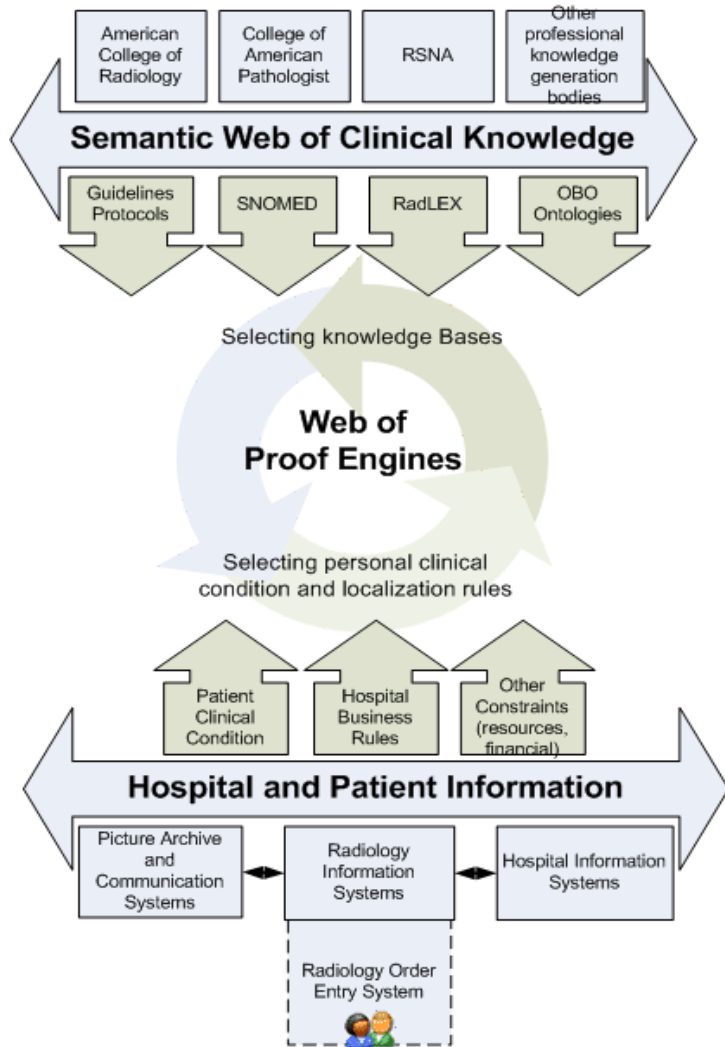 American
College of
Radiology
College of
American
Pathologist
RSNA
Other
professional
knowledge
generation
bodies
Semantic Web of Clinical Knowledge
Guidelines
Protocols
SNOMED
RadLEX
OBO
Ontologies
Selecting knowledge Bases
Web of
Proof Engines
Selecting personal clinical
condition and localization rules
Patient
Clinical
Condition
Hospital
Business
Rules
Other
Constraints
(resources,
financial)
Hospital and Patient Information
Picture Archive
and
Communication
Systems
Radiology
Information
Systems
Hospital Information
Systems
Radiology Order
Entry System